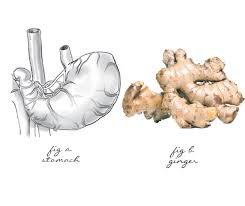 fig a
stomach
fig b.
ginger